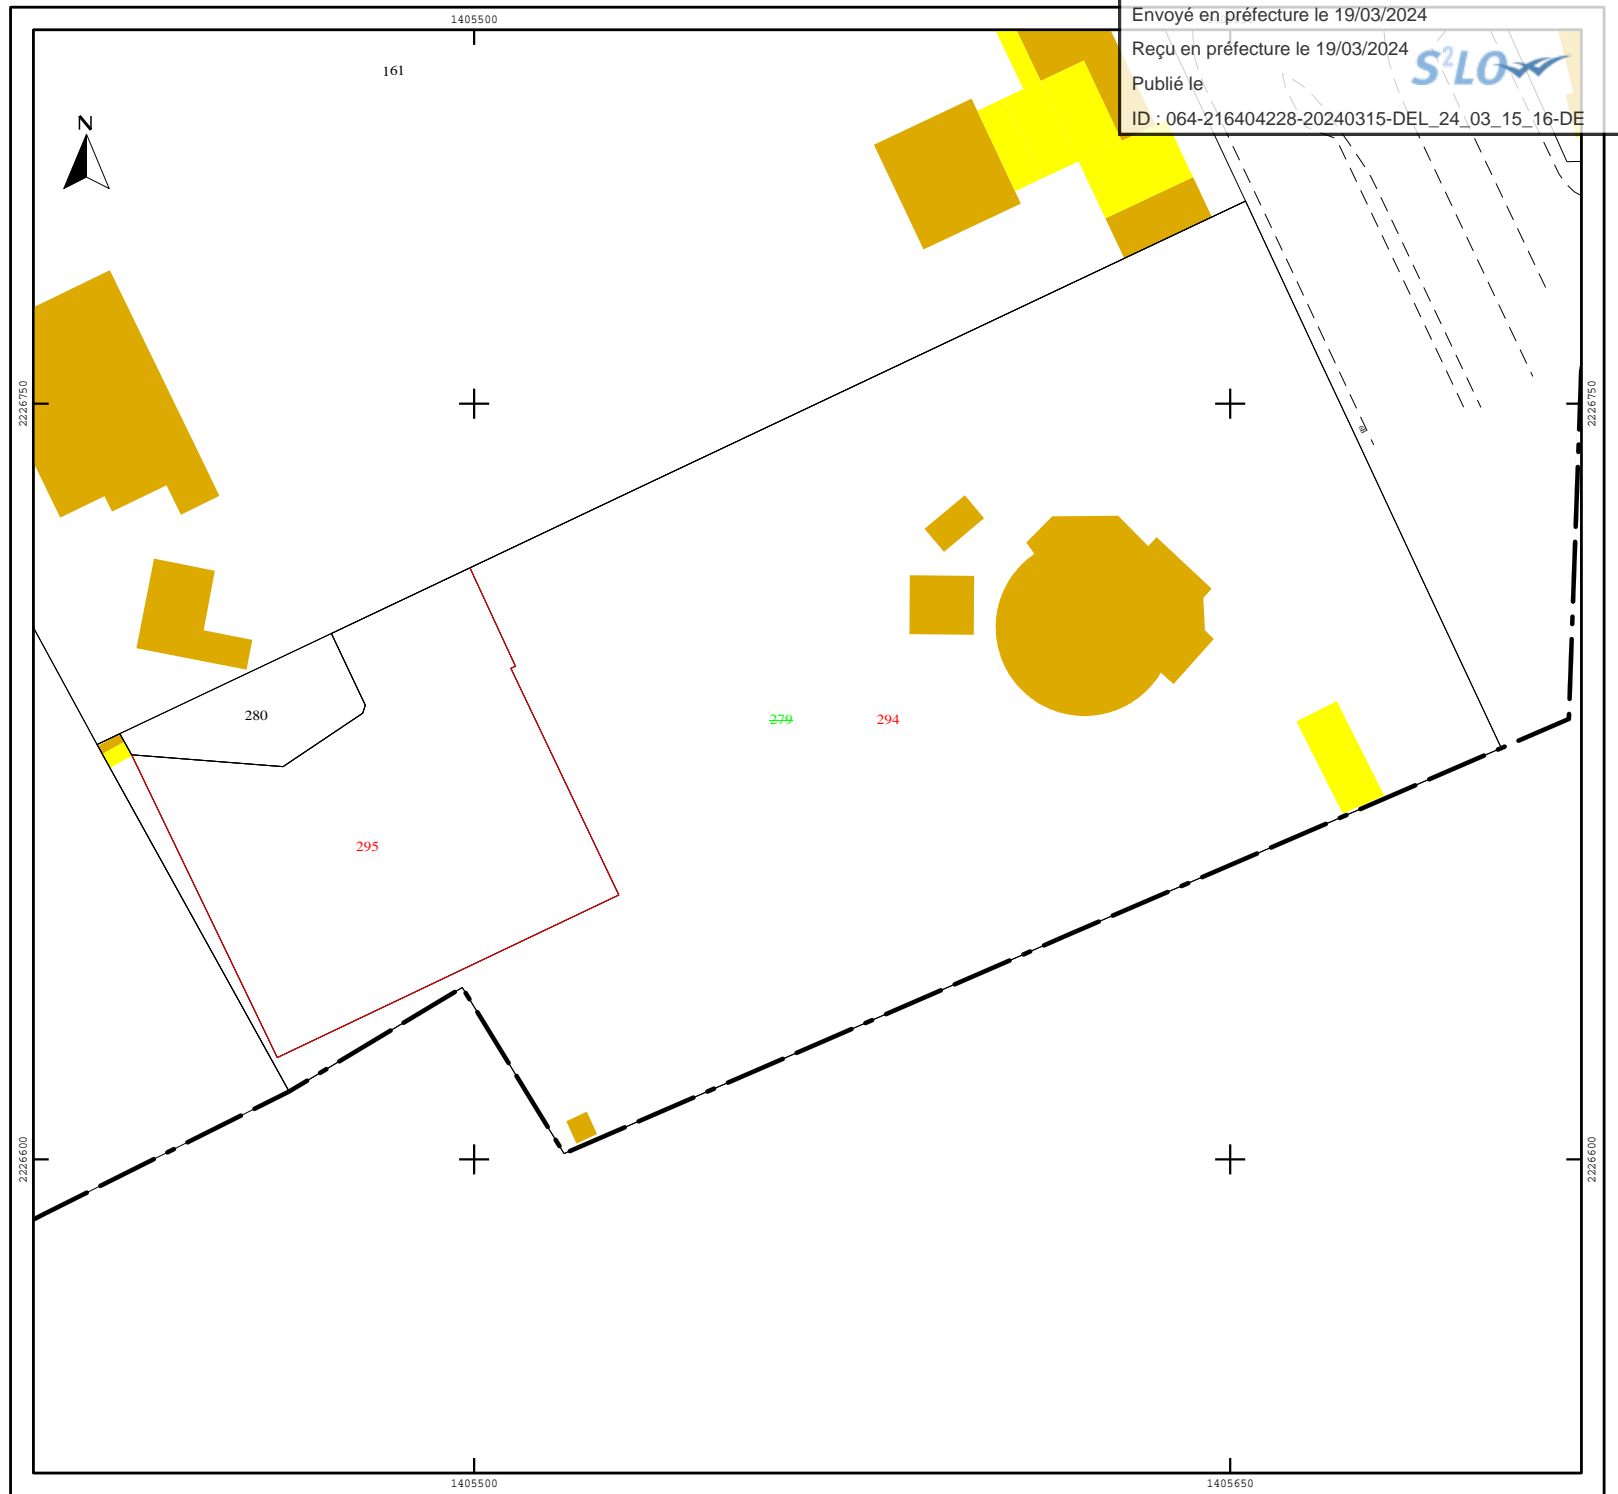 1405500
Envoyé en préfecture le 19/03/2024
Reçu en préfecture le 19/03/2024
Publié le
S²LO
ID : 064-216404228-20240315-DEL_24_03_15_16-DE
161
N
2226750
2226750
280
279
294
295
2226600
2226600
1405500
1405650